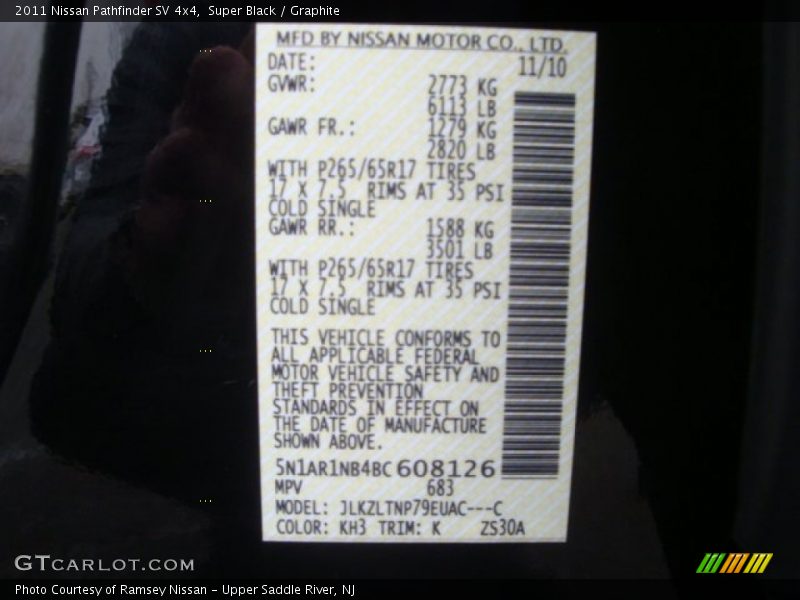 2011 Nissan Pathfinder SV 4x4,  Super Black / Graphite
MFD BY NISSAN MOTOR CO., LTD.
DATE: 11/10
GVWR: 2773 KG
6113 LB
GAWR FR.: 1279 KG
2820 LB
WITH P265/65R17 TIRES
17 X 7.5  RIMS AT 35 PSI
COLD SINGLE
GAWR RR.: 1588 KG
3501 LB
WITH P265/65R17 TIRES
17 X 7.5  RIMS AT 35 PSI
COLD SINGLE
THIS VEHICLE CONFORMS TO
ALL APPLICABLE FEDERAL
MOTOR VEHICLE SAFETY AND
THEFT PREVENTION
STANDARDS IN EFFECT ON
THE DATE OF MANUFACTURE
SHOWN ABOVE.
5N1AR1NB4BC608126
MPV 683
MODEL: JLKZLTNP79EUAC---C
COLOR: KH3 TRIM: K ZS30A
GTCARLOT.COM
Photo Courtesy of Ramsey Nissan - Upper Saddle River, NJ